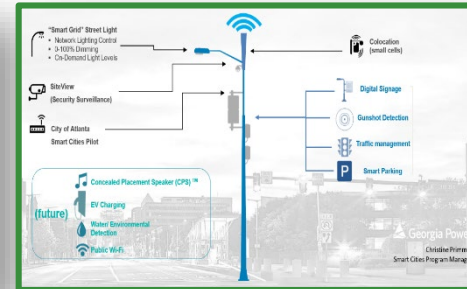 "Smart Grid" Street Light
• Network Lighting Control
• 0-100% Dimming
• On-Demand Light Levels
SiteView
(Security Surveillance)
City of Atlanta
Smart Cities Pilot
Colocation
(small cells)
Digital Signage
Gunshot Detection
Traffic management
P
Smart Parking
(future)
Concealed Placement Speaker (CPS) ™
EV Charging
Water/ Environmental
Detection
Public Wi-Fi
Georgia Power
Smart Cities Program Manag